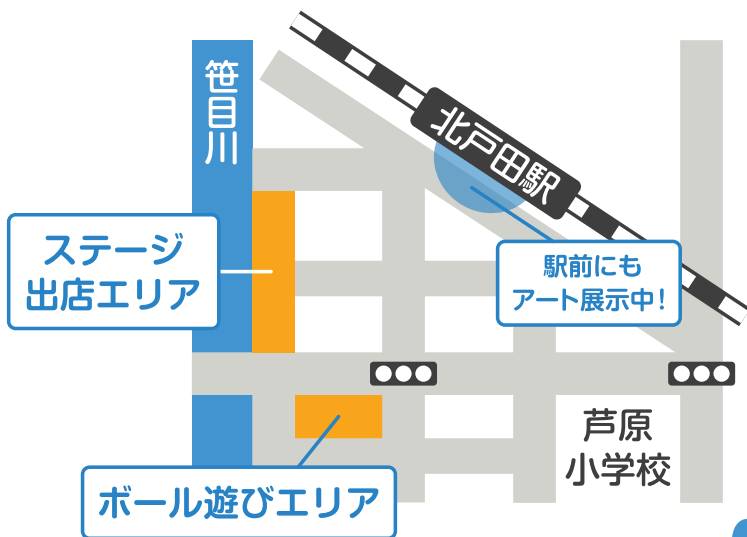 笹目川
北戸田駅
ステージ
出店エリア
駅前にも
アート展示中!
芦原
小学校
ボール遊びエリア